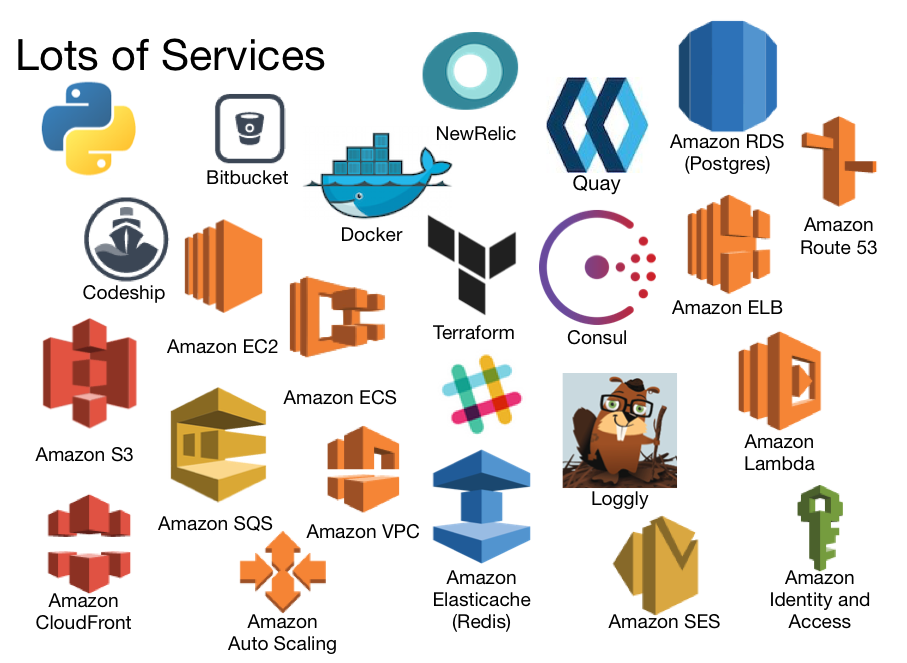 Lots of Services
NewRelic
Amazon RDS
(Postgres)
Bitbucket
Quay
Docker
Amazon
Route 53
Codeship
Amazon ELB
Terraform
Consul
Amazon EC2
Amazon ECS
Amazon
Lambda
Amazon S3
Loggly
Amazon SQS
Amazon VPC
Amazon
Elasticache
(Redis)
Amazon
Identity and
Access
Amazon
CloudFront
Amazon
Auto Scaling
Amazon SES